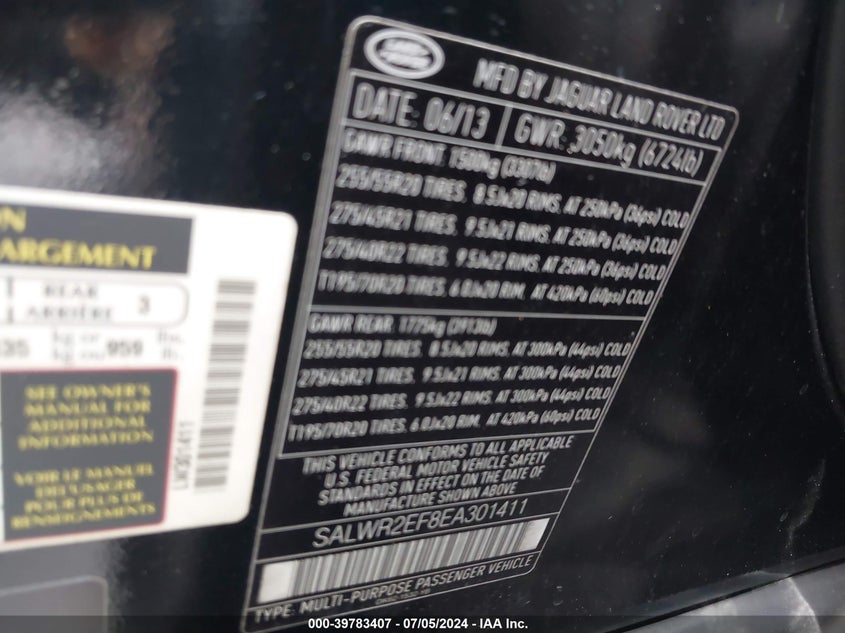 LAND ROVER
MFD BY JAGUAR LAND ROVER LTD
DATE: 06/13 GWR: 3050kg (6724lb)
GAWR FRONT 1500kg (3307lb)
255/55R20 TIRES. 8.5Jx20 RIMS. AT 250kPa (36psi) COLD
275/45R21 TIRES. 9.5Jx21 RIMS. AT 250kPa (36psi) COLD
275/40R22 TIRES. 9.5Jx22 RIMS. AT 250kPa (36psi) COLD
T195/70R20 TIRES. 6.0Jx20 RIM. AT 420kPa (60psi) COLD
GAWR REAR. 1775kg (3913lb)
255/55R20 TIRES. 8.5Jx20 RIMS. AT 300kPa (44psi) COLD
275/45R21 TIRES. 9.5Jx21 RIMS. AT 300kPa (44psi) COLD
275/40R22 TIRES. 9.5Jx22 RIMS. AT 300kPa (44psi) COLD
T195/70R20 TIRES. 6.0Jx20 RIM. AT 420kPa (60psi) COLD
THIS VEHICLE CONFORMS TO ALL APPLICABLE
U.S. FEDERAL MOTOR VEHICLE SAFETY
STANDARDS IN EFFECT ON THE DATE OF
MANUFACTURE SHOWN ABOVE
SALWR2EF8EA301411
TYPE: MULTI-PURPOSE PASSENGER VEHICLE
ON
ARGEMENT
REAR
ARRIÈRE 3
kg or 959 lbs.
SEE OWNER'S
MANUAL FOR
ADDITIONAL
INFORMATION
VOIR LE MANUEL
DE L'USAGER
POUR PLUS DE
RENSEIGNEMENTS
000-39783407 - 07/05/2024 - IAA Inc.